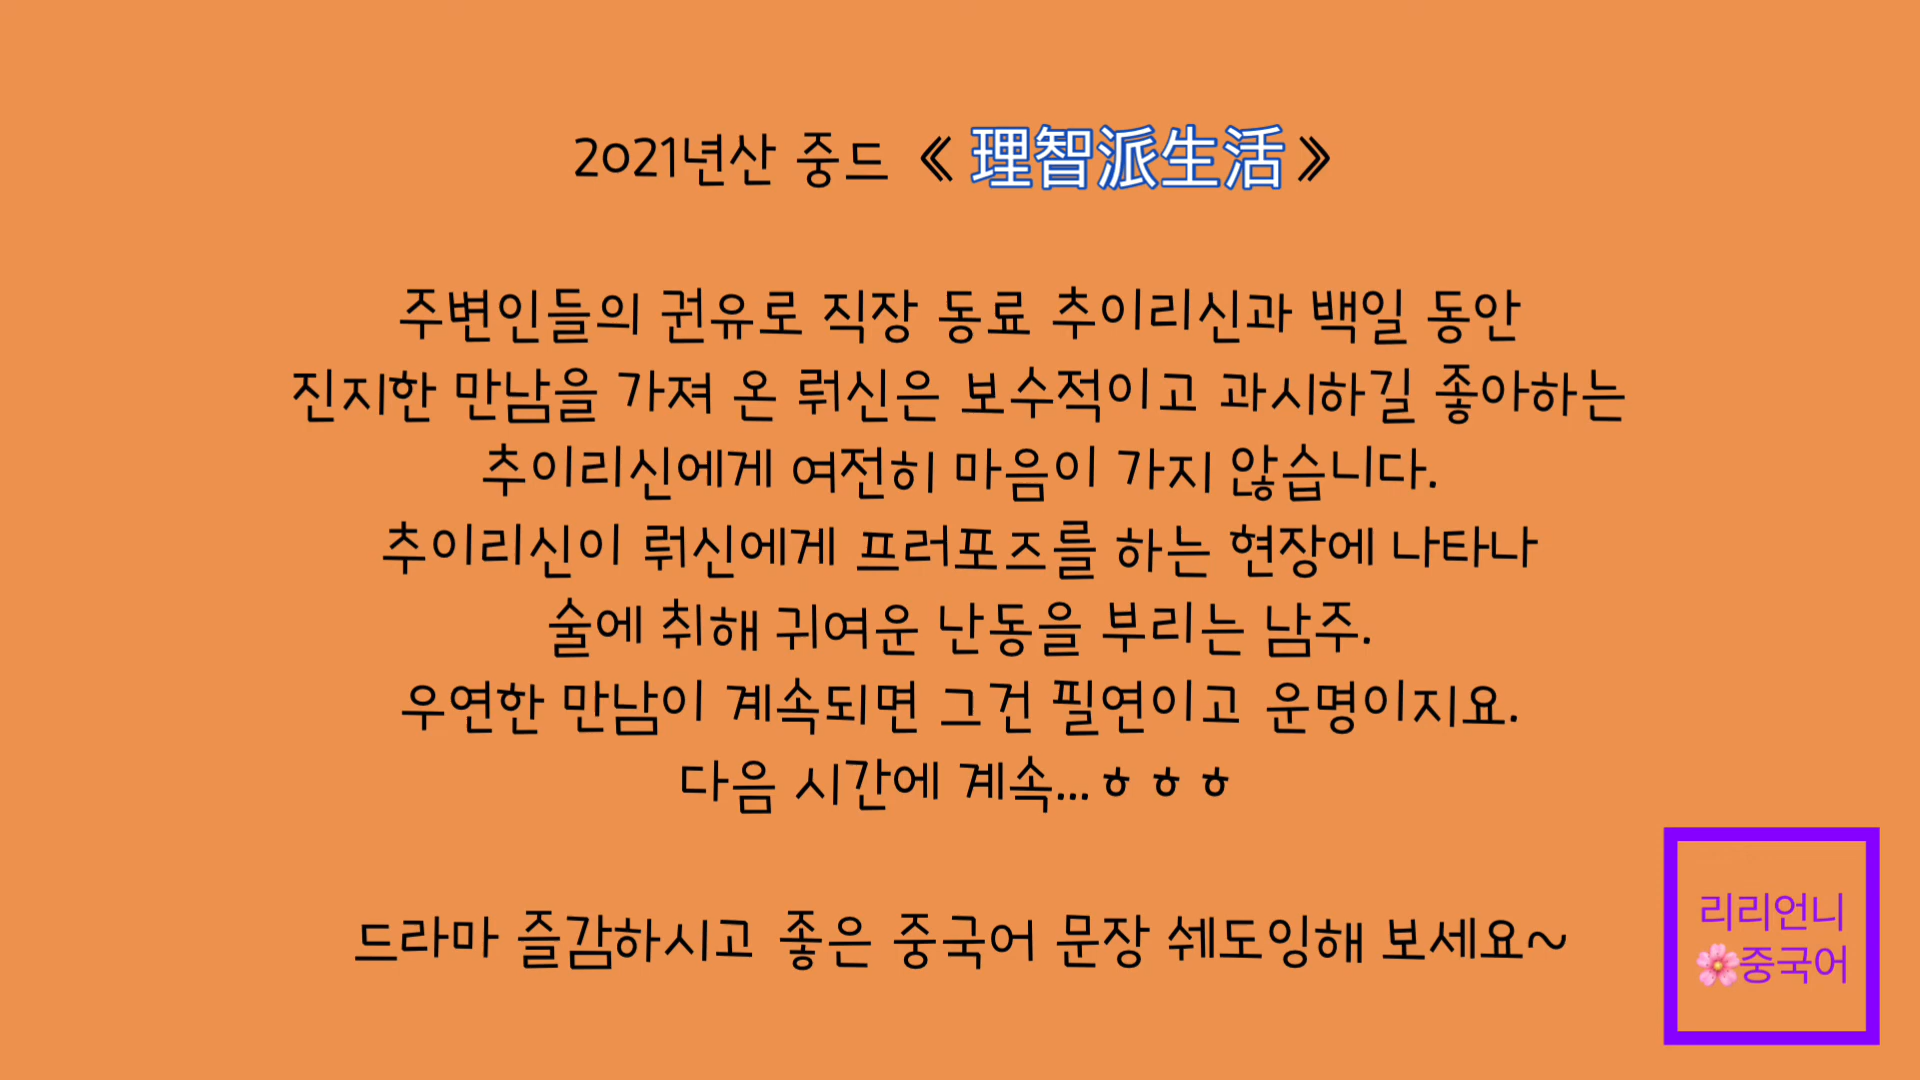 2021년산 중드 《理智派生活》
주변인들의 권유로 직장 동료 추이리신과 백일 동안
진지한 만남을 가져 온 뤄신은 보수적이고 과시하길 좋아하는
추이리신에게 여전히 마음이 가지 않습니다.
추이리신이 뤄신에게 프러포즈를 하는 현장에 나타나
술에 취해 귀여운 난동을 부리는 남주.
우연한 만남이 계속되면 그건 필연이고 운명이지요.
다음 시간에 계속...ㅎㅎㅎ
드라마 즐감하시고 좋은 중국어 문장 쉐도잉해 보세요~
리리언니
🌸중국어